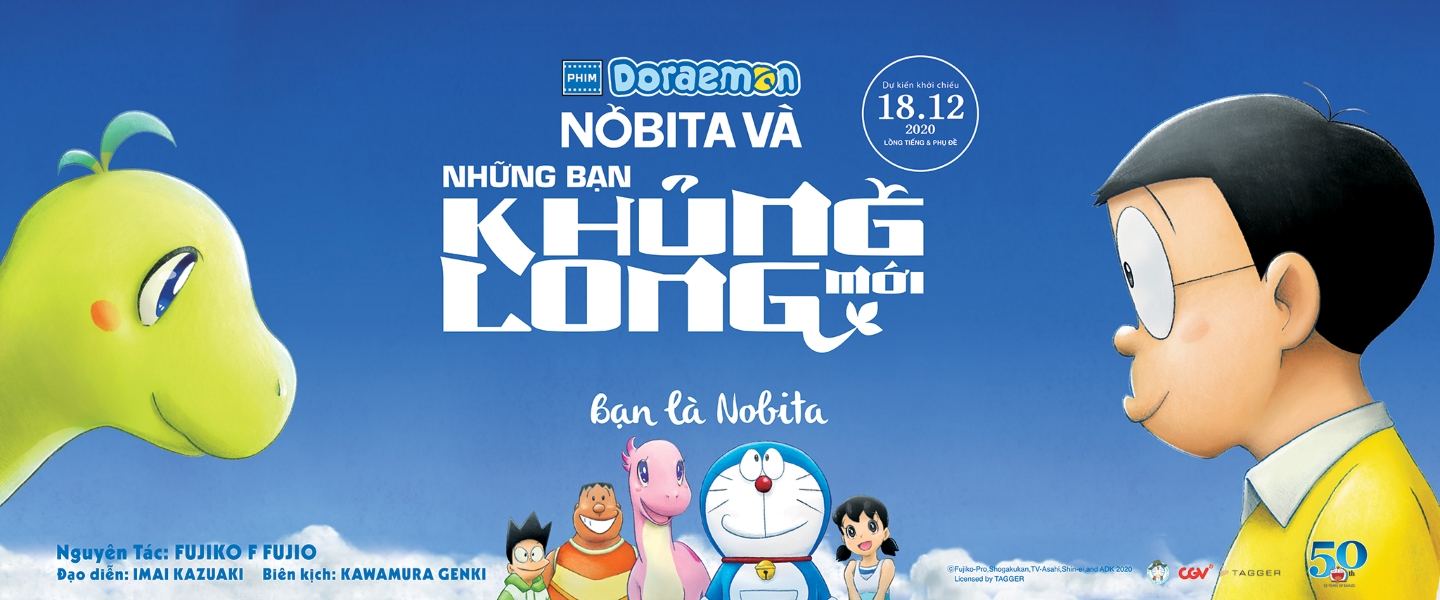 PHIM Doraemon
NOBITA VÀ
NHỮNG BẠN
KHỦNG
LONG MỚI
Dự kiến khởi chiếu
18.12
2020
LỒNG TIẾNG & PHỤ ĐỀ
Bạn là Nobita
Nguyên Tác: FUJIKO F FUJIO
Đạo diễn: IMAI KAZUAKI Biên kịch: KAWAMURA GENKI
©Fujiko-Pro,Shogakukan,TV-Asahi,Shin-ei,and ADK 2020
Licensed by TAGGER
CGV TAGGER
50th